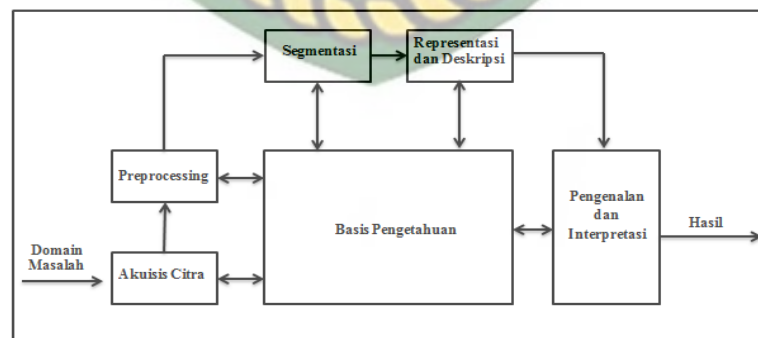 Segmentasi
Representasi
dan Deskripsi
Preprocessing
Basis Pengetahuan
Pengenalan
dan
Interpretasi
Hasil
Domain
Masalah
Akuisis Citra